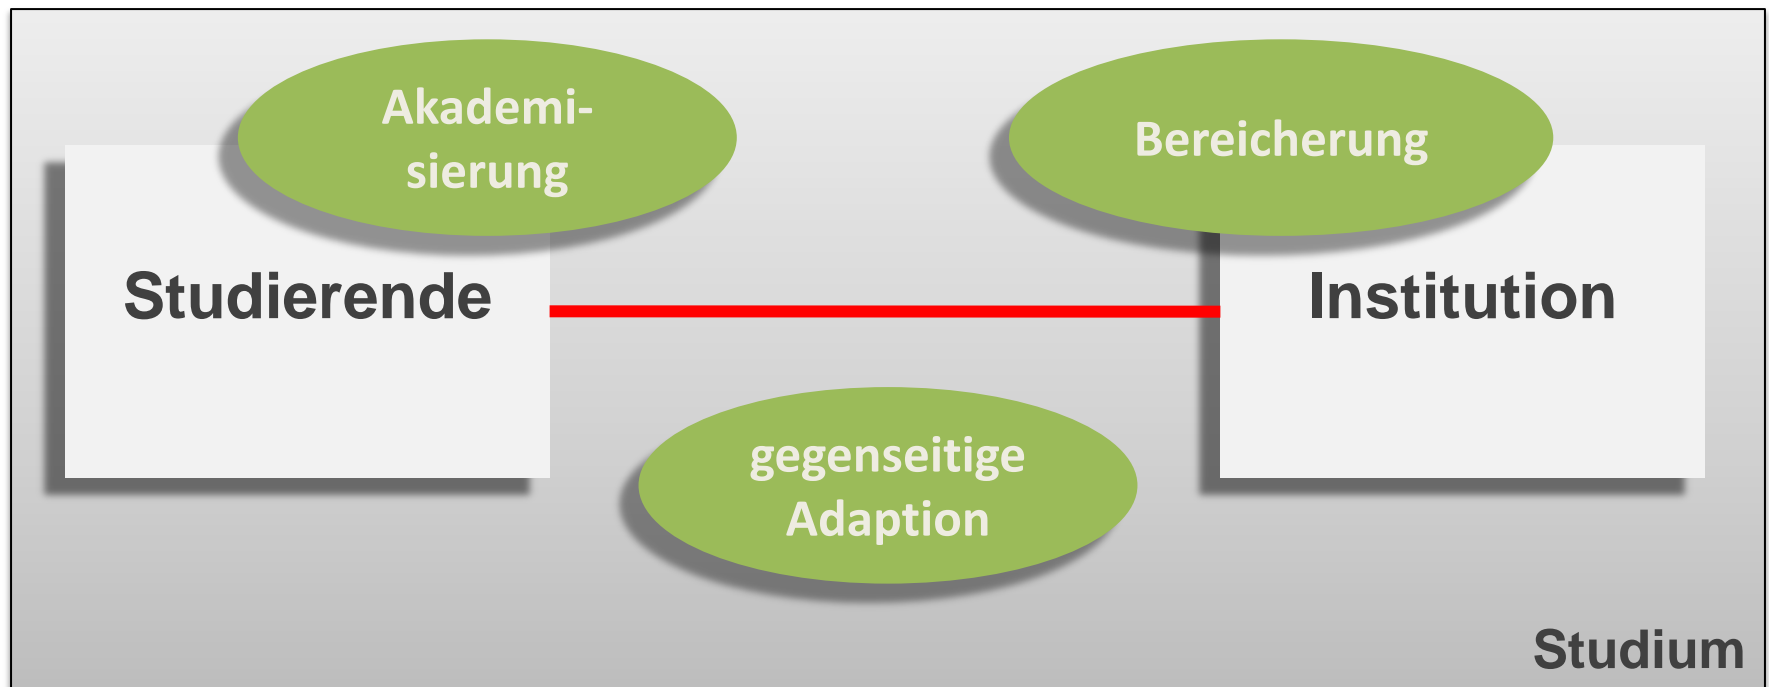 Akademi-
sierung
Bereicherung
Studierende
Institution
gegenseitige
Adaption
Studium